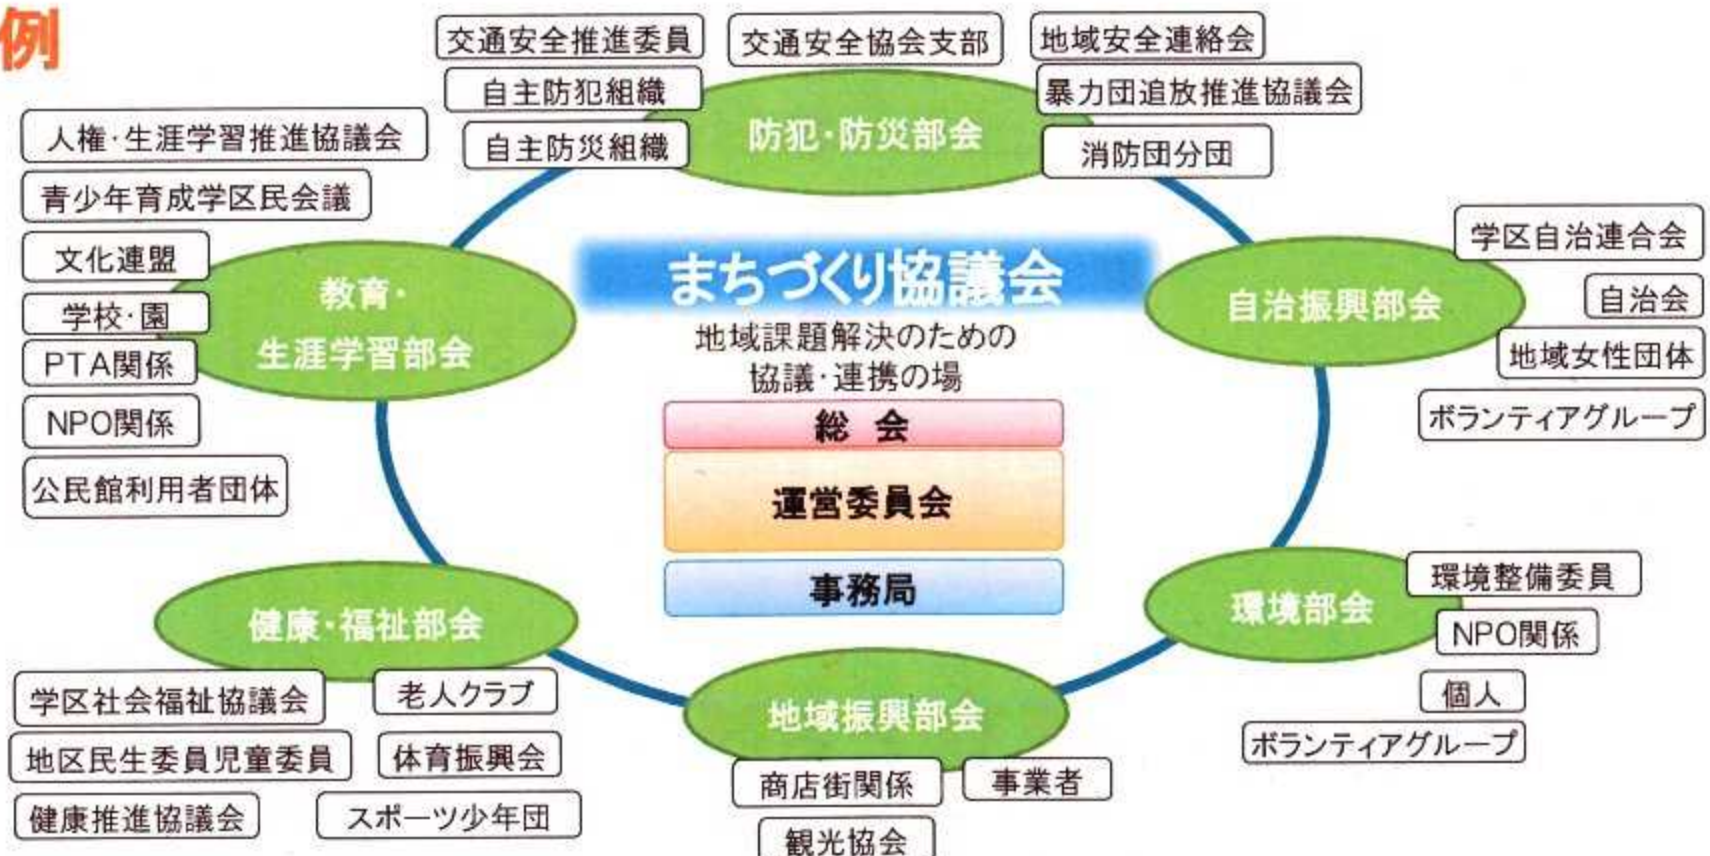 例
交通安全推進委員
交通安全協会支部
地域安全連絡会
自主防犯組織
暴力団追放推進協議会
自主防災組織
消防団分団
防犯・防災部会
人権・生涯学習推進協議会
青少年育成学区民会議
文化連盟
学校・園
PTA関係
NPO関係
公民館利用者団体
教育・
生涯学習部会
まちづくり協議会
地域課題解決のための
協議・連携の場
総会
運営委員会
事務局
自治振興部会
学区自治連合会
自治会
地域女性団体
ボランティアグループ
健康・福祉部会
学区社会福祉協議会
老人クラブ
地区民生委員児童委員
体育振興会
健康推進協議会
スポーツ少年団
地域振興部会
商店街関係
事業者
観光協会
環境部会
環境整備委員
NPO関係
個人
ボランティアグループ